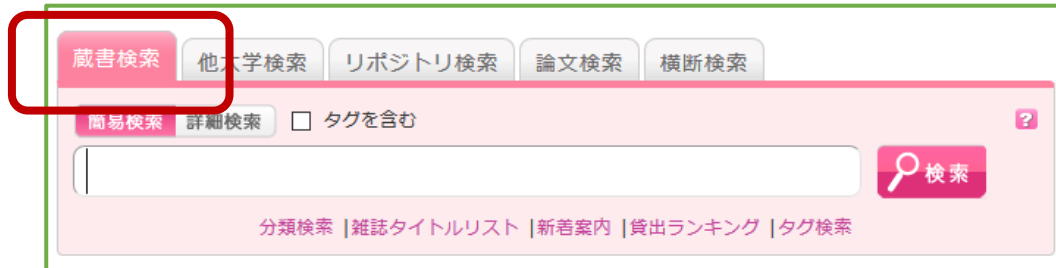 蔵書検索 他大学検索 リポジトリ検索 論文検索 横断検索
簡易検索 詳細検索 タグを含む ?
検索
分類検索 |雑誌タイトルリスト |新着案内 |貸出ランキング |タグ検索